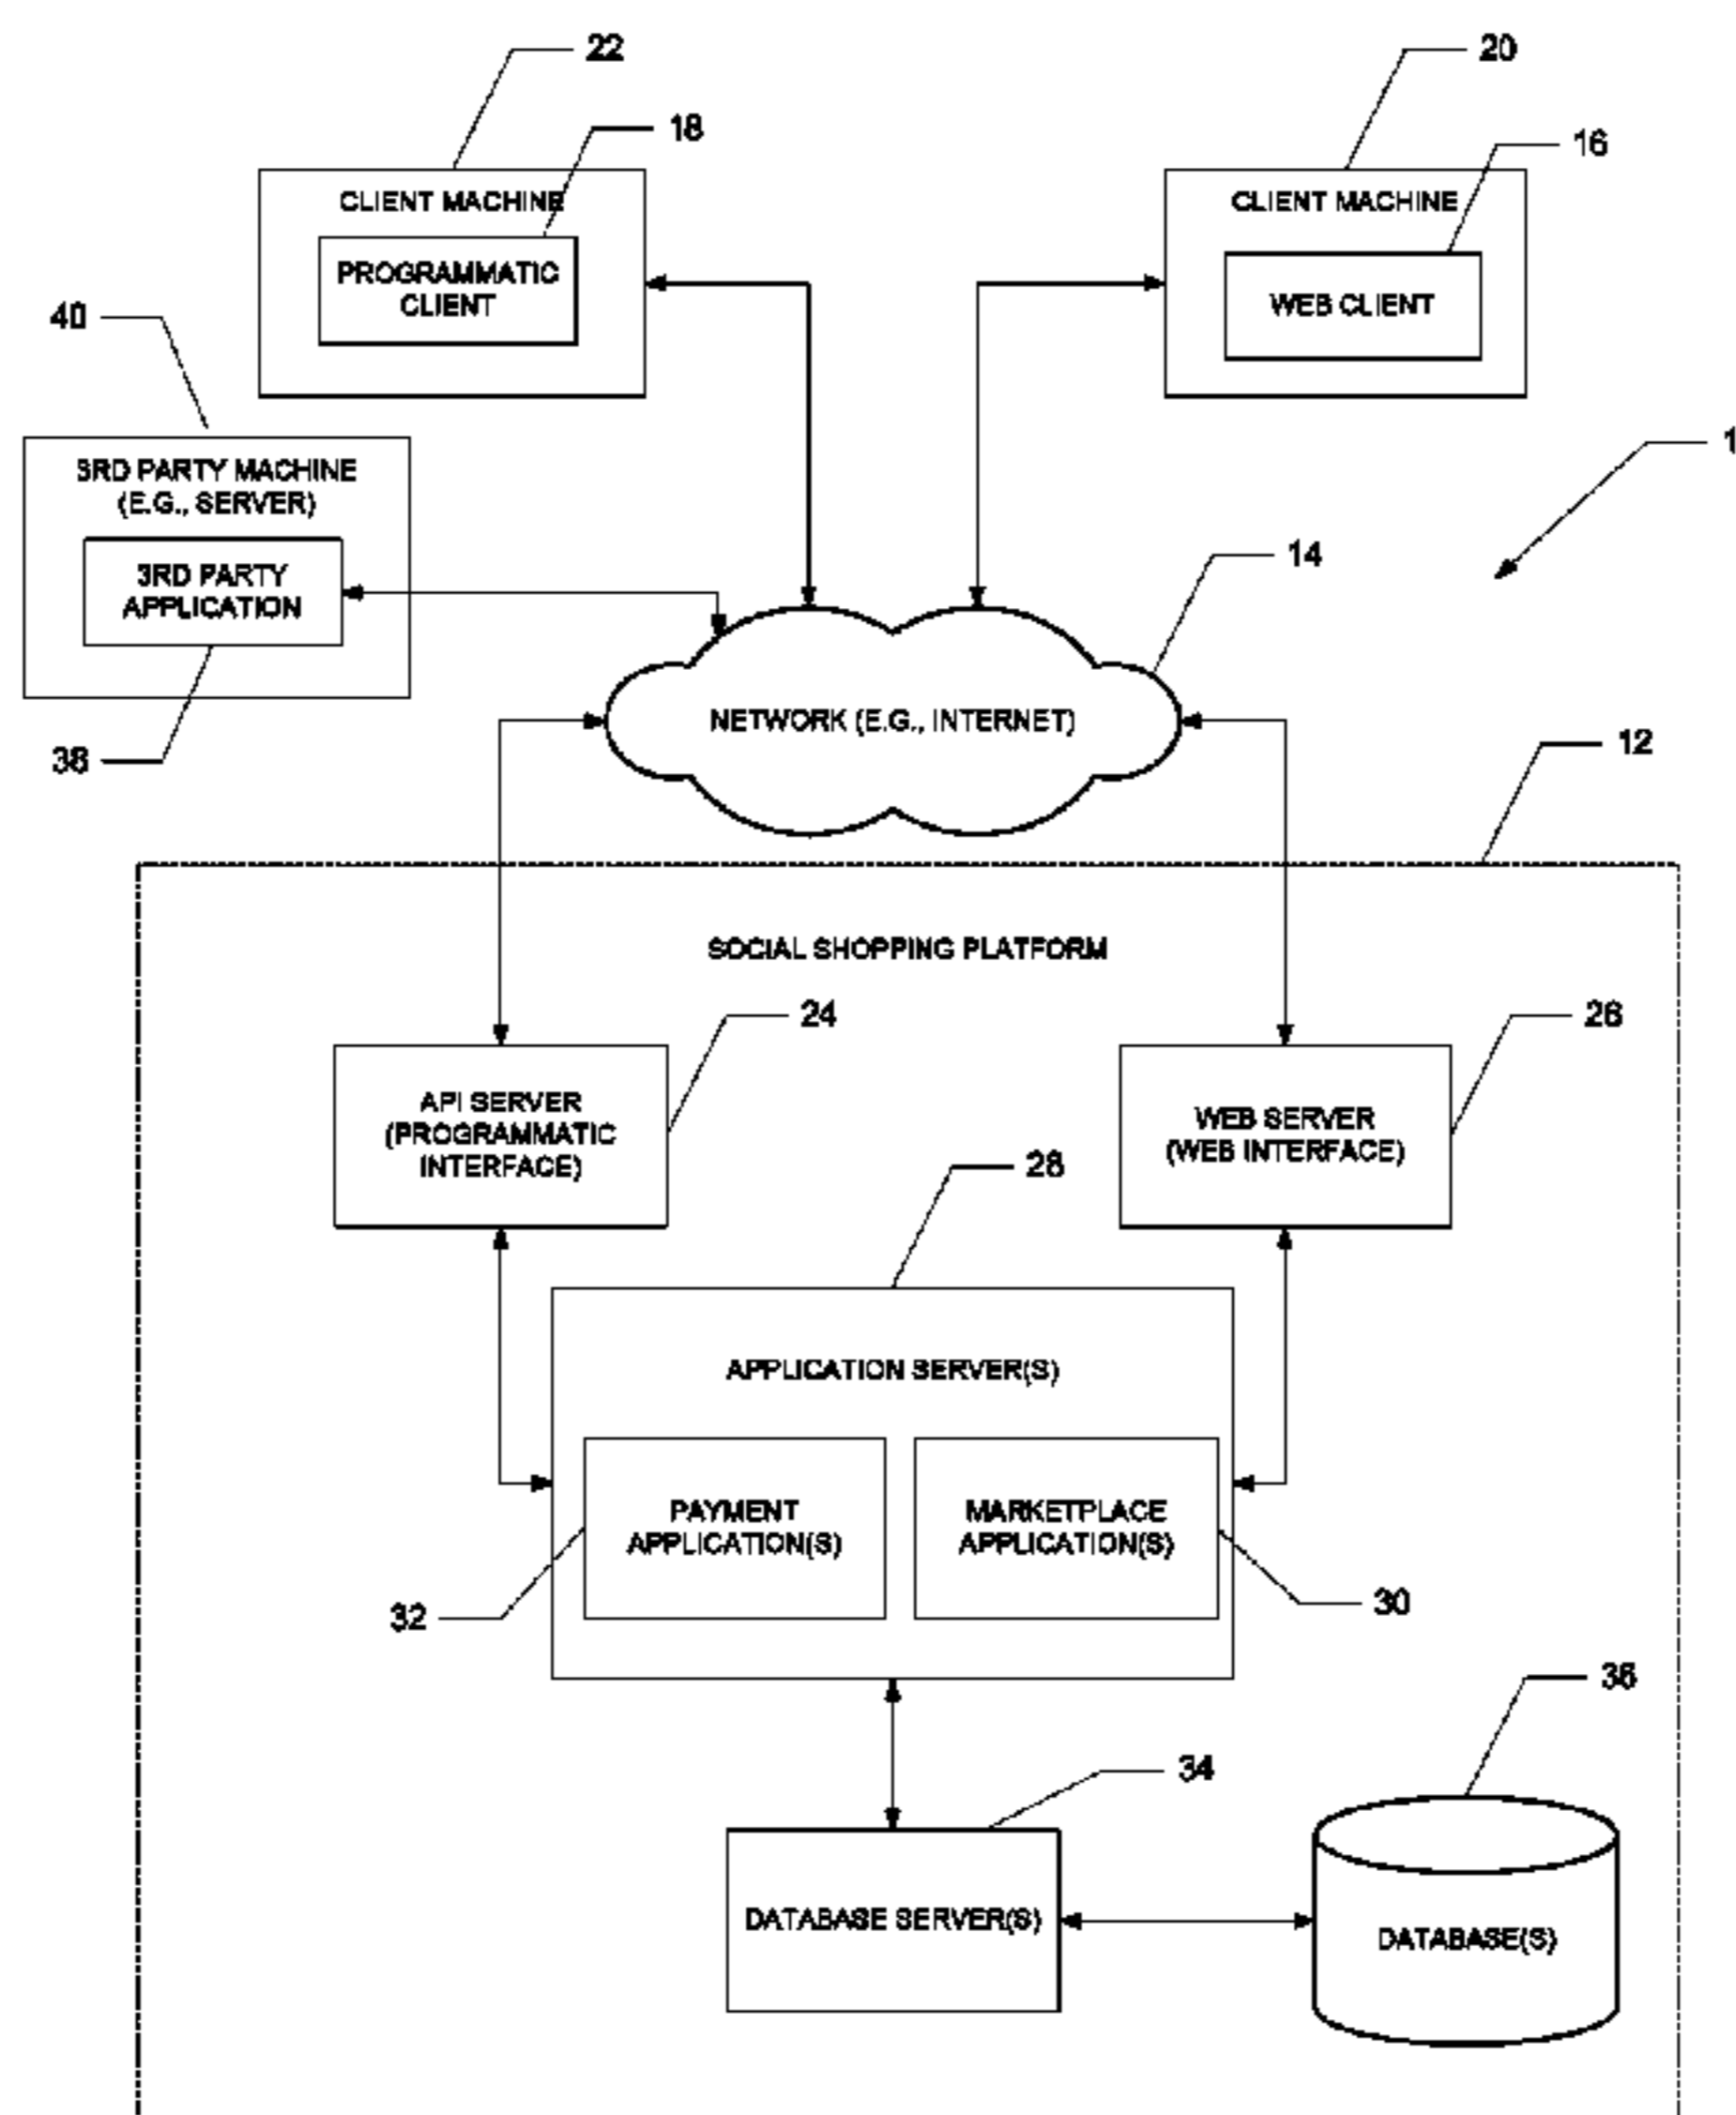 22
20
18
16
CLIENT MACHINE
CLIENT MACHINE
PROGRAMMATIC
CLIENT
WEB CLIENT
40
3RD PARTY MACHINE
(E.G., SERVER)
3RD PARTY
APPLICATION
38
14
NETWORK (E.G., INTERNET)
12
SOCIAL SHOPPING PLATFORM
24
26
API SERVER
(PROGRAMMATIC
INTERFACE)
WEB SERVER
(WEB INTERFACE)
28
APPLICATION SERVER(S)
PAYMENT
APPLICATION(S)
MARKETPLACE
APPLICATION(S)
32
30
36
34
DATABASE SERVER(S)
DATABASE(S)